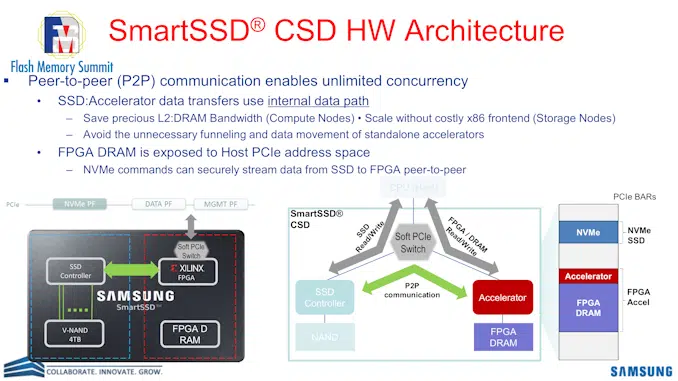 SmartSSD® CSD HW Architecture
Flash Memory Summit
▪ Peer-to-peer (P2P) communication enables unlimited concurrency
• SSD:Accelerator data transfers use internal data path
– Save precious L2:DRAM Bandwidth (Compute Nodes) • Scale without costly x86 frontend (Storage Nodes)
– Avoid the unnecessary funneling and data movement of standalone accelerators
• FPGA DRAM is exposed to Host PCIe address space
– NVMe commands can securely stream data from SSD to FPGA peer-to-peer
PCIe
NVMe PF
DATA PF
MGMT PF
Soft PCIe
Switch
SSD
Controller
XILINX
FPGA
SAMSUNG
SmartSSD™
V-NAND
4TB
FPGA D
RAM
CPU (Host)
SmartSSD®
CSD
SSD
Read/Write
FPGA / DRAM
Read/Write
Soft PCIe
Switch
SSD
Controller
P2P
communication
Accelerator
NAND
FPGA
DRAM
PCIe BARs
NVMe
NVMe
SSD
Accelerator
FPGA
DRAM
FPGA
Accel
COLLABORATE. INNOVATE. GROW.
SAMSUNG